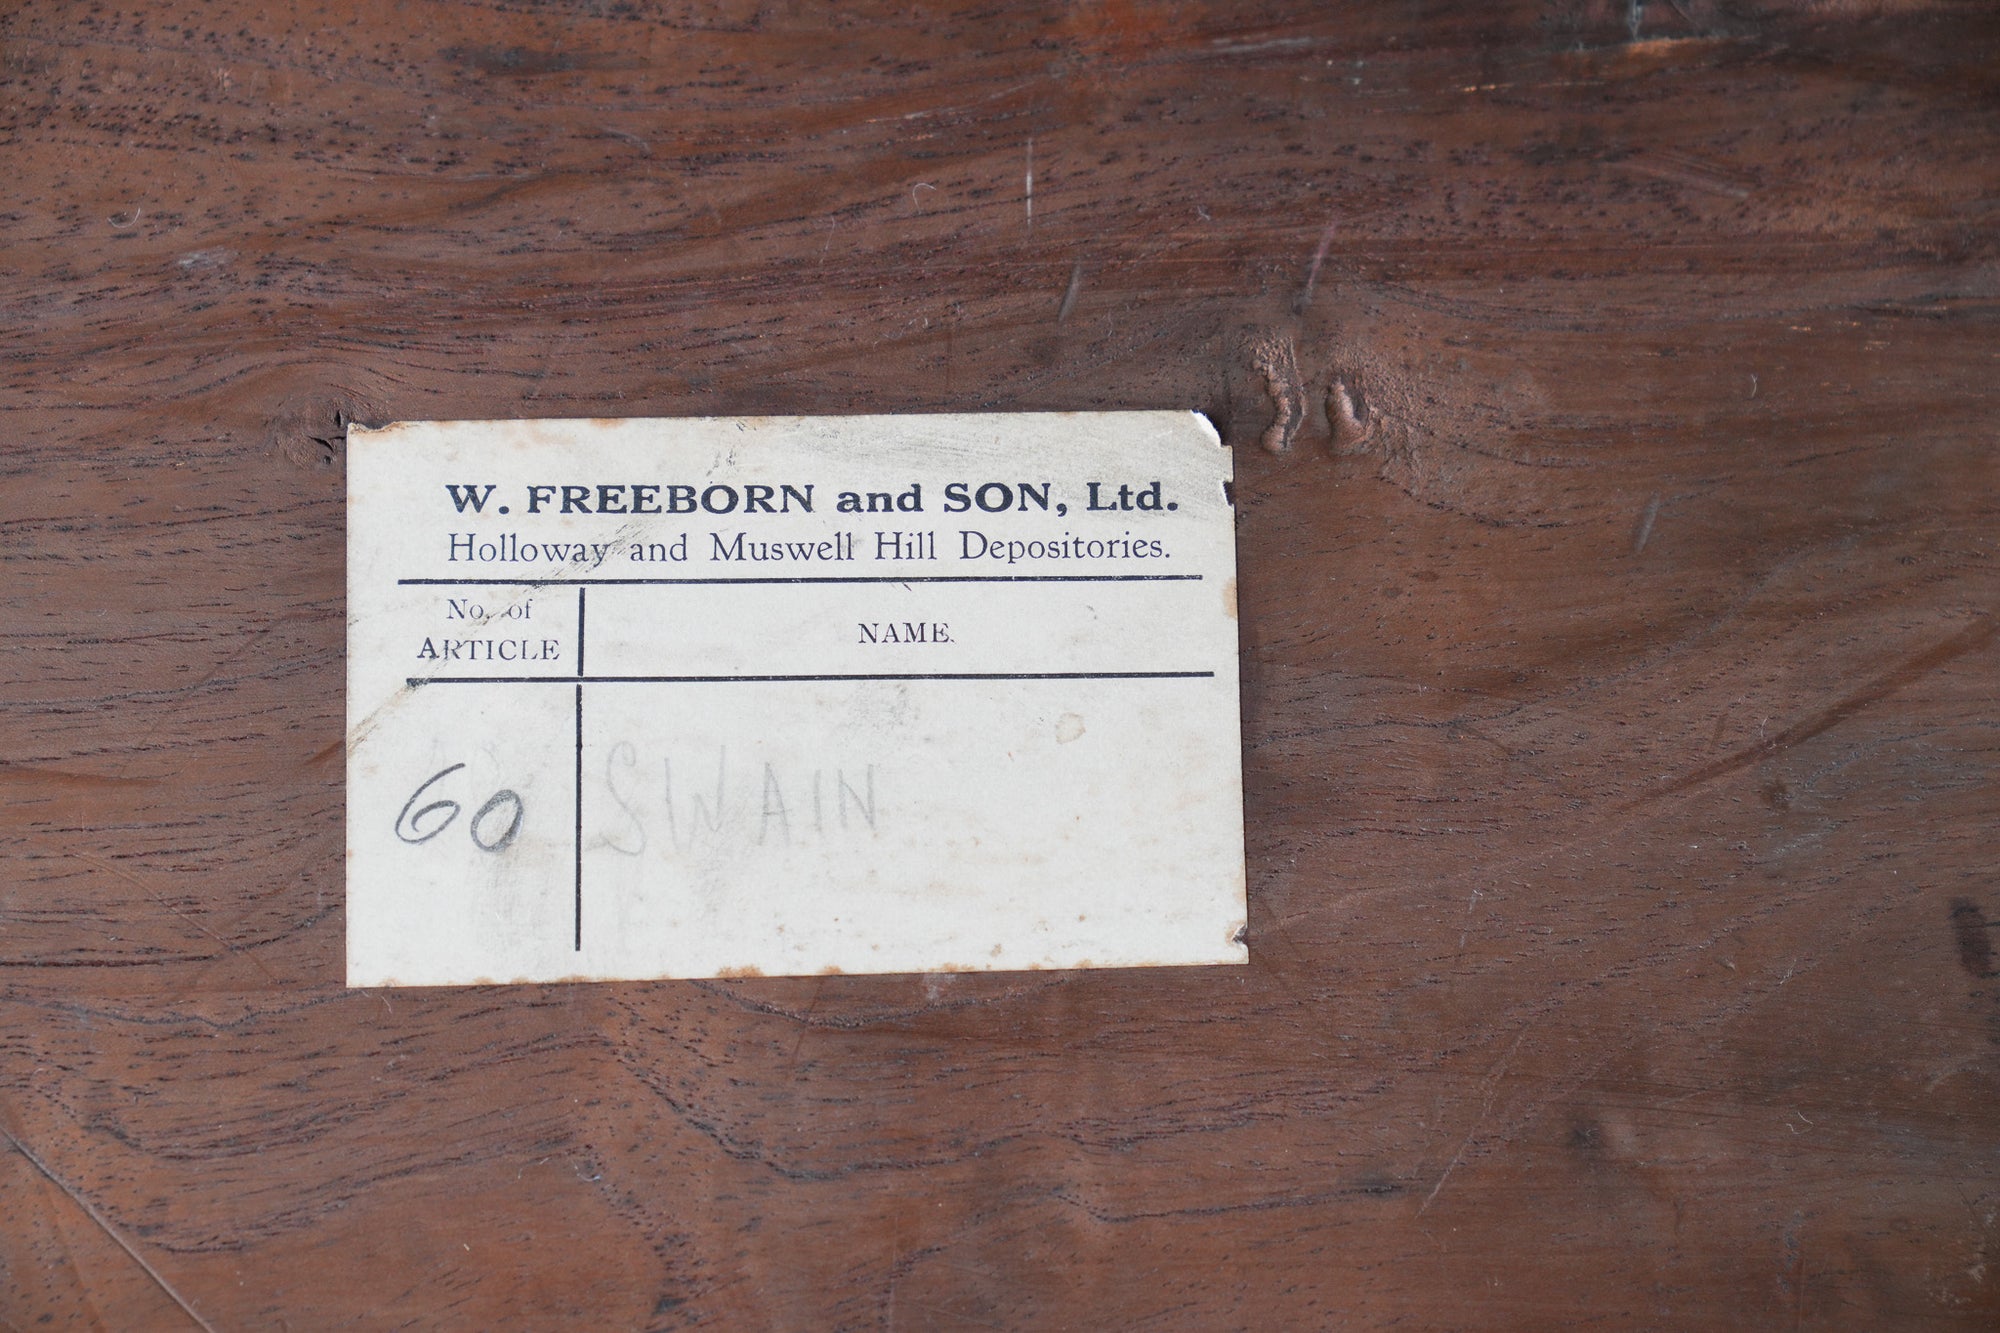 W. FREEBORN and SON, Ltd.
Holloway and Muswell Hill Depositories.
No. of
ARTICLE
NAME.
60
SWAIN